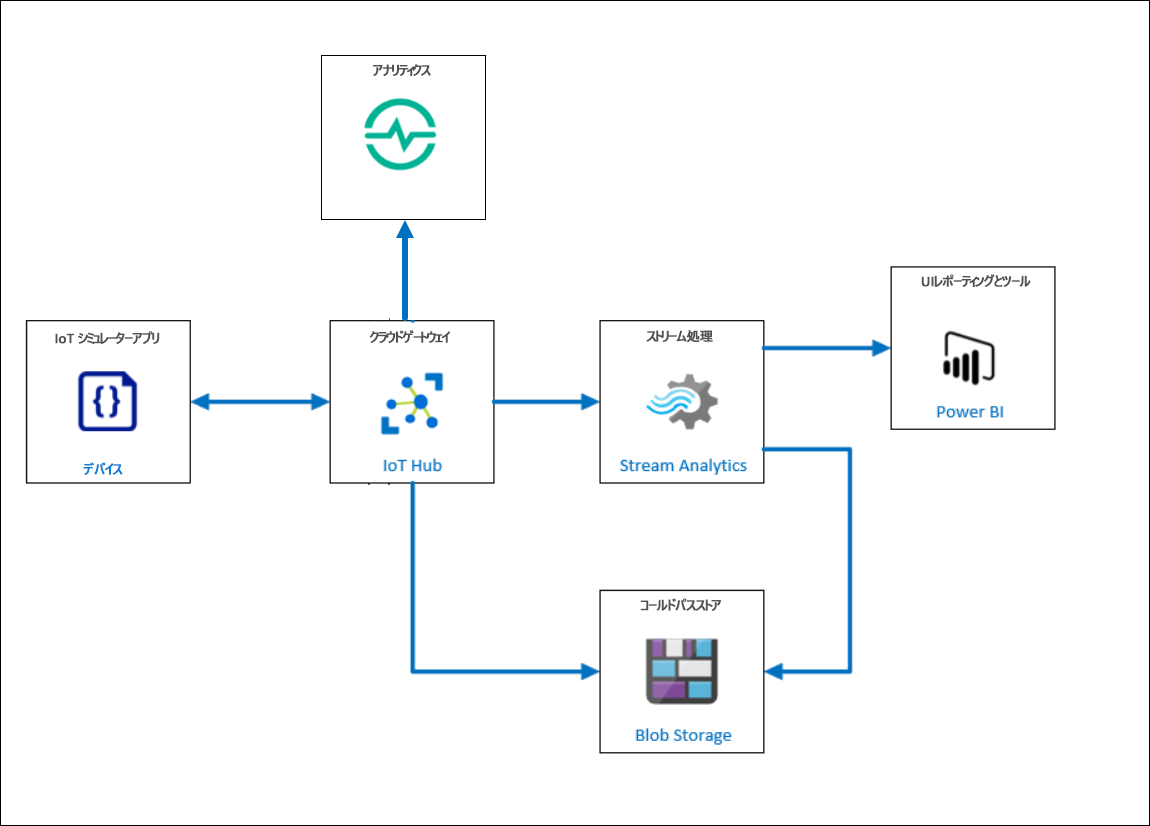 アナリティクス
IoT シミュレーターアプリ
{}
デバイス
クラウドゲートウェイ
IoT Hub
ストリーム処理
Stream Analytics
UIレポーティングとツール
Power BI
コールドパスストア
Blob Storage